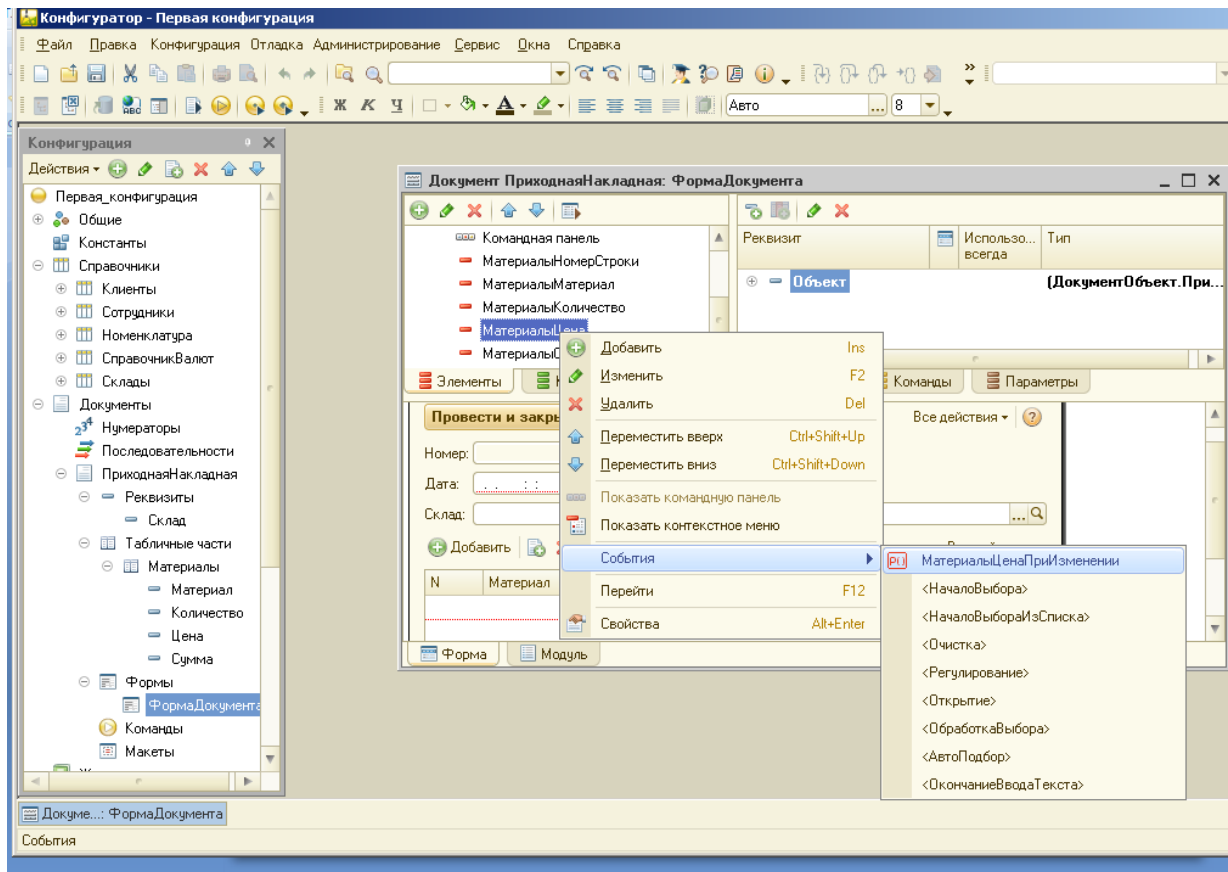 Конфигуратор - Первая конфигурация
Файл Правка Конфигурация Отладка Администрирование Сервис Окна Справка
Ж К Ч А Авто ... 8
Конфигурация
Действия
Первая_конфигурация
Общие
Константы
Справочники
Клиенты
Сотрудники
Номенклатура
СправочникВалют
Склады
Документы
Нумераторы
Последовательности
ПриходнаяНакладная
Реквизиты
Склад
Табличные части
Материалы
Материал
Количество
Цена
Сумма
Формы
ФормаДокумента
Команды
Макеты
Документ ПриходнаяНакладная: ФормаДокумента
Командная панель
МатериалыНомерСтроки
МатериалыМатериал
МатериалыКоличество
МатериалыЦена
Реквизит Использо... Тип
всегда
Объект (ДокументОбъект.При...
Элементы Команды Параметры
Провести и закры Все действия
Номер:
Дата: . . : :
Склад: ...
Добавить
N Материал
Форма Модуль
Добавить Ins
Изменить F2
Удалить Del
Переместить вверх Ctrl+Shift+Up
Переместить вниз Ctrl+Shift+Down
Показать командную панель
Показать контекстное меню
События
Перейти F12
Свойства Alt+Enter
МатериалыЦенаПриИзменении
<НачалоВыбора>
<НачалоВыбораИзСписка>
<Очистка>
<Регулирование>
<Открытие>
<ОбработкаВыбора>
<АвтоПодбор>
<ОкончаниеВводаТекста>
Докуме...: ФормаДокумента
События